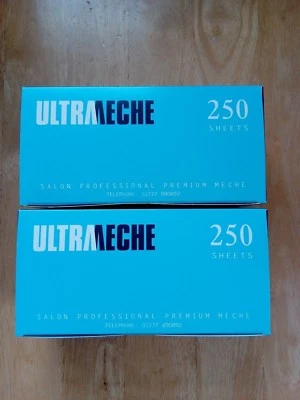 ULTRAMECHE
250
SHEETS
SALON PROFESSIONAL PREMIUM MECHE
TELEPHONE:
ULTRAMECHE
250
SHEETS
SALON PROFESSIONAL PREMIUM MECHE
TELEPHONE: